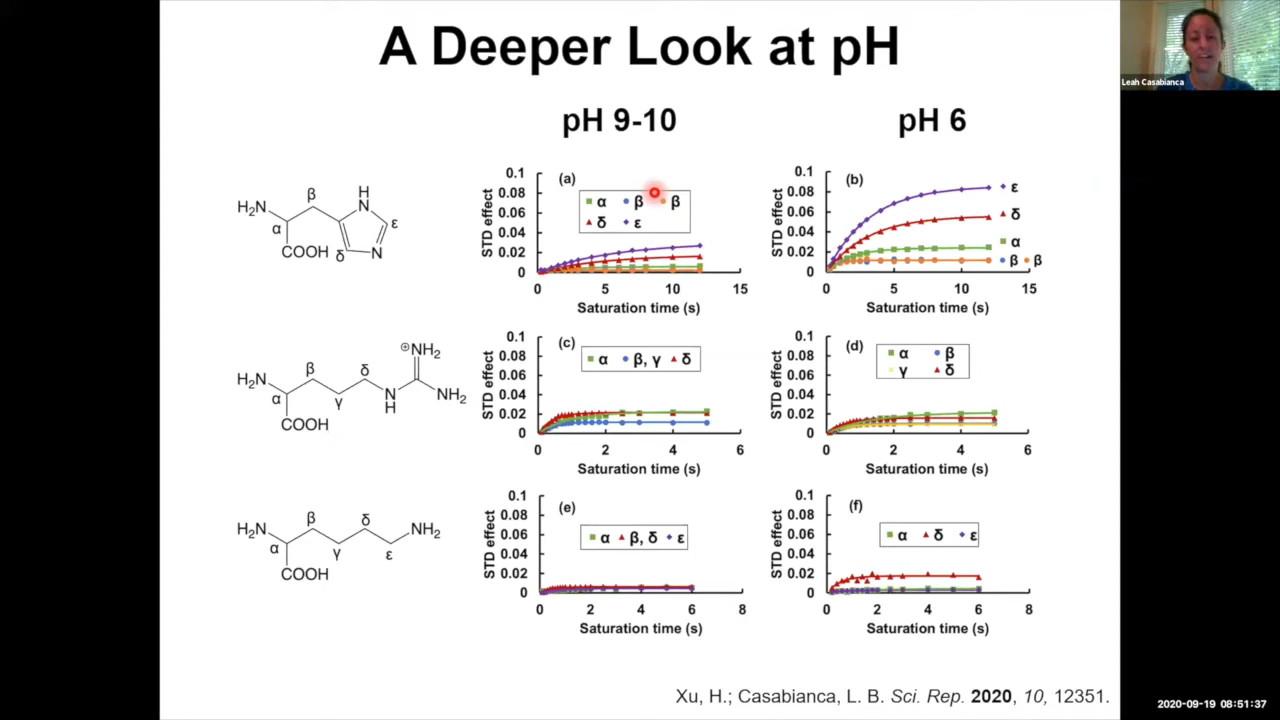 A Deeper Look at pH
Leah Casabianca
pH 9-10
pH 6
H₂N
α
β
COOH
H
N
ε
N
δ
STD effect
0.1
0.08
0.06
0.04
0.02
0
(a)
α β β
δ ε
0 5 10 15
Saturation time (s)
STD effect
0.1
0.08
0.06
0.04
0.02
0
(b)
ε
δ
α
β β
0 5 10 15
Saturation time (s)
H₂N
α
β
γ
δ
COOH
N
H
⊕NH₂
NH₂
STD effect
0.1
0.08
0.06
0.04
0.02
0
(c)
α β, γ δ
0 2 4 6
Saturation time (s)
STD effect
0.1
0.08
0.06
0.04
0.02
0
(d)
α β
γ δ
0 2 4 6
Saturation time (s)
H₂N
α
β
γ
δ
ε
NH₂
COOH
STD effect
0.1
0.08
0.06
0.04
0.02
0
(e)
α β, δ ε
0 2 4 6 8
Saturation time (s)
STD effect
0.1
0.08
0.06
0.04
0.02
0
(f)
α δ ε
0 2 4 6 8
Saturation time (s)
Xu, H.; Casabianca, L. B. Sci. Rep. 2020, 10, 12351.
2020-09-19 08:51:37